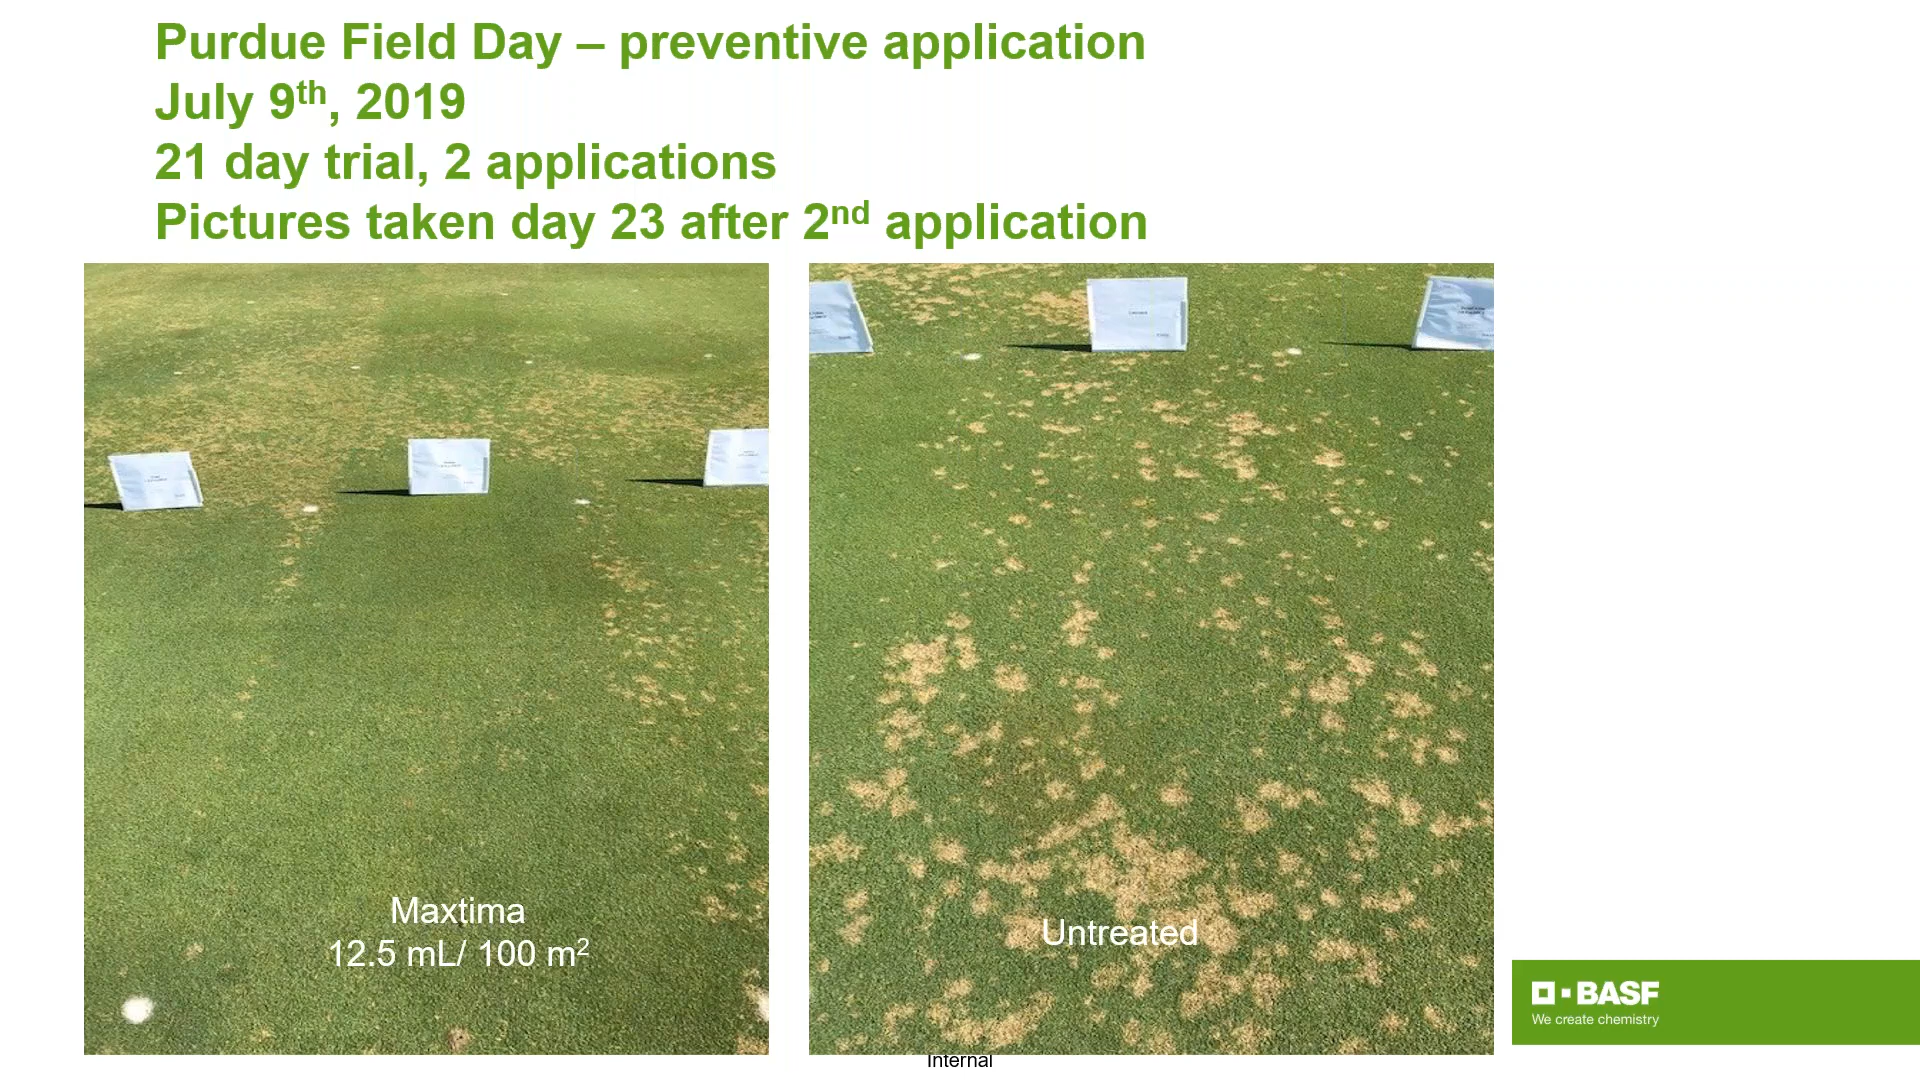 Purdue Field Day – preventive application
July 9th, 2019
21 day trial, 2 applications
Pictures taken day 23 after 2nd application
Maxtima
12.5 mL/ 100 m2
Untreated
BASF
We create chemistry
Internal